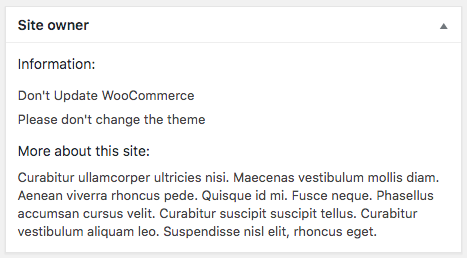 Site owner
Information:
Don't Update WooCommerce
Please don't change the theme
More about this site:
Curabitur ullamcorper ultricies nisi. Maecenas vestibulum mollis diam.
Aenean viverra rhoncus pede. Quisque id mi. Fusce neque. Phasellus
accumsan cursus velit. Curabitur suscipit suscipit tellus. Curabitur
vestibulum aliquam leo. Suspendisse nisl elit, rhoncus eget.